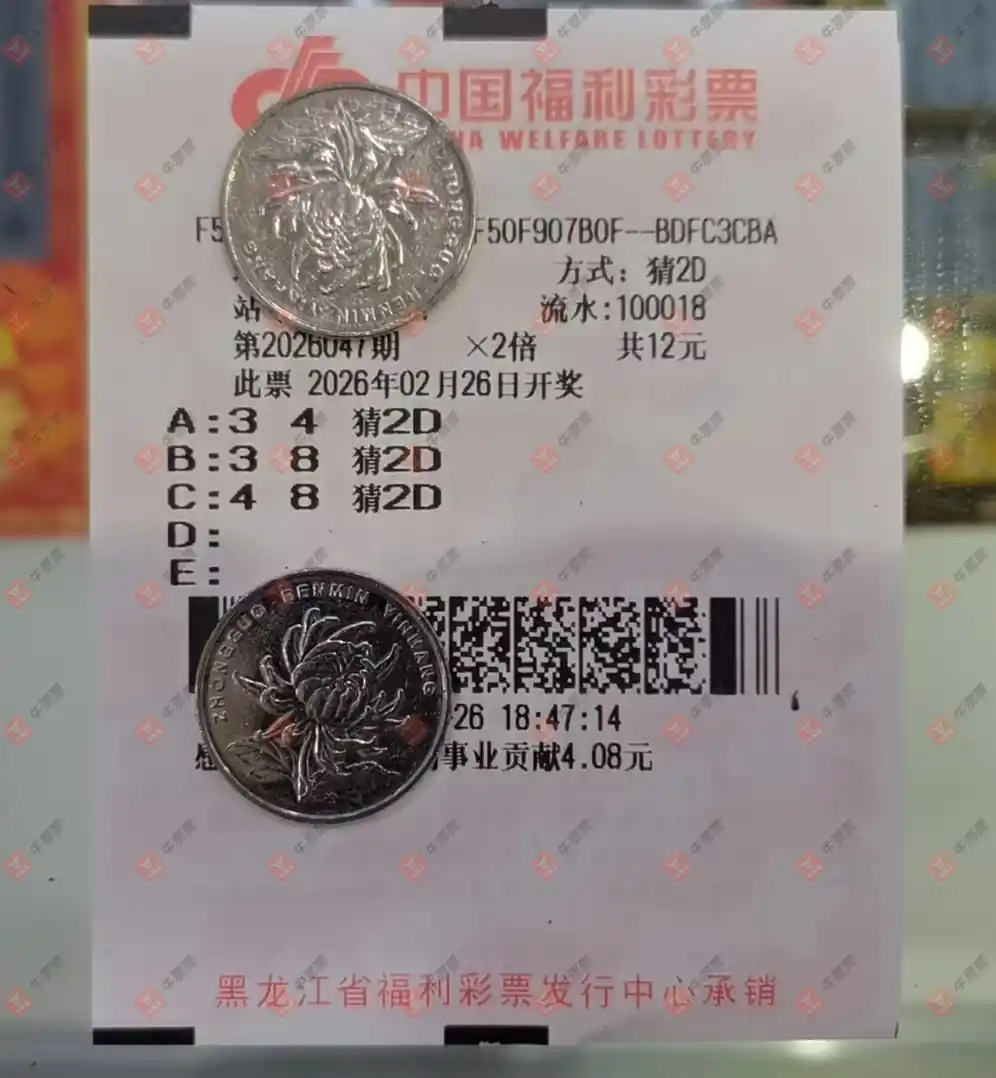 中国福利彩票
NA WELFARE LOTTERY
F5 F50F907B0F--BDFC3CBA
方式: 猜2D
站 流水:100018
第2026047期 ×2倍 共12元
此票 2026年02月26日开奖
A:3 4 猜2D
B:3 8 猜2D
C:4 8 猜2D
D:
E:
ZHONGGUO RENMIN YINHANG
-26 18:47:14
事业贡献4.08元
黑龙江省福利彩票发行中心承销